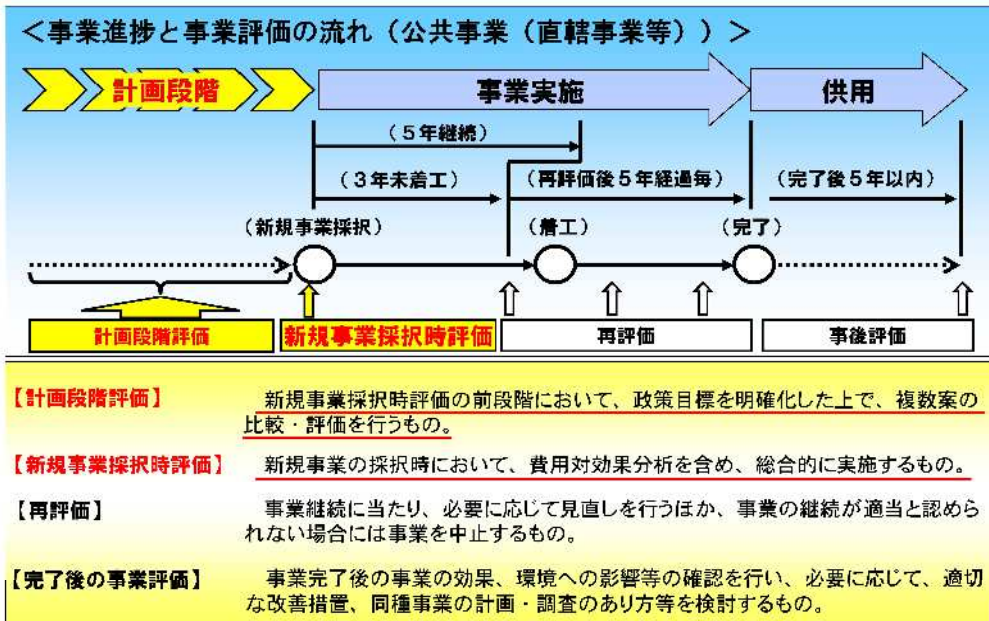 ＜事業進捗と事業評価の流れ（公共事業（直轄事業等））＞
計画段階
事業実施
供用
（５年継続）
（３年未着工）
（再評価後５年経過毎）
（完了後５年以内）
（新規事業採択）
（着工）
（完了）
計画段階評価
新規事業採択時評価
再評価
事後評価
【計画段階評価】
新規事業採択時評価の前段階において、政策目標を明確化した上で、複数案の
比較・評価を行うもの。
【新規事業採択時評価】
新規事業の採択時において、費用対効果分析を含め、総合的に実施するもの。
【再評価】
事業継続に当たり、必要に応じて見直しを行うほか、事業の継続が適当と認めら
れない場合には事業を中止するもの。
【完了後の事業評価】
事業完了後の事業の効果、環境への影響等の確認を行い、必要に応じて、適切
な改善措置、同種事業の計画・調査のあり方等を検討するもの。